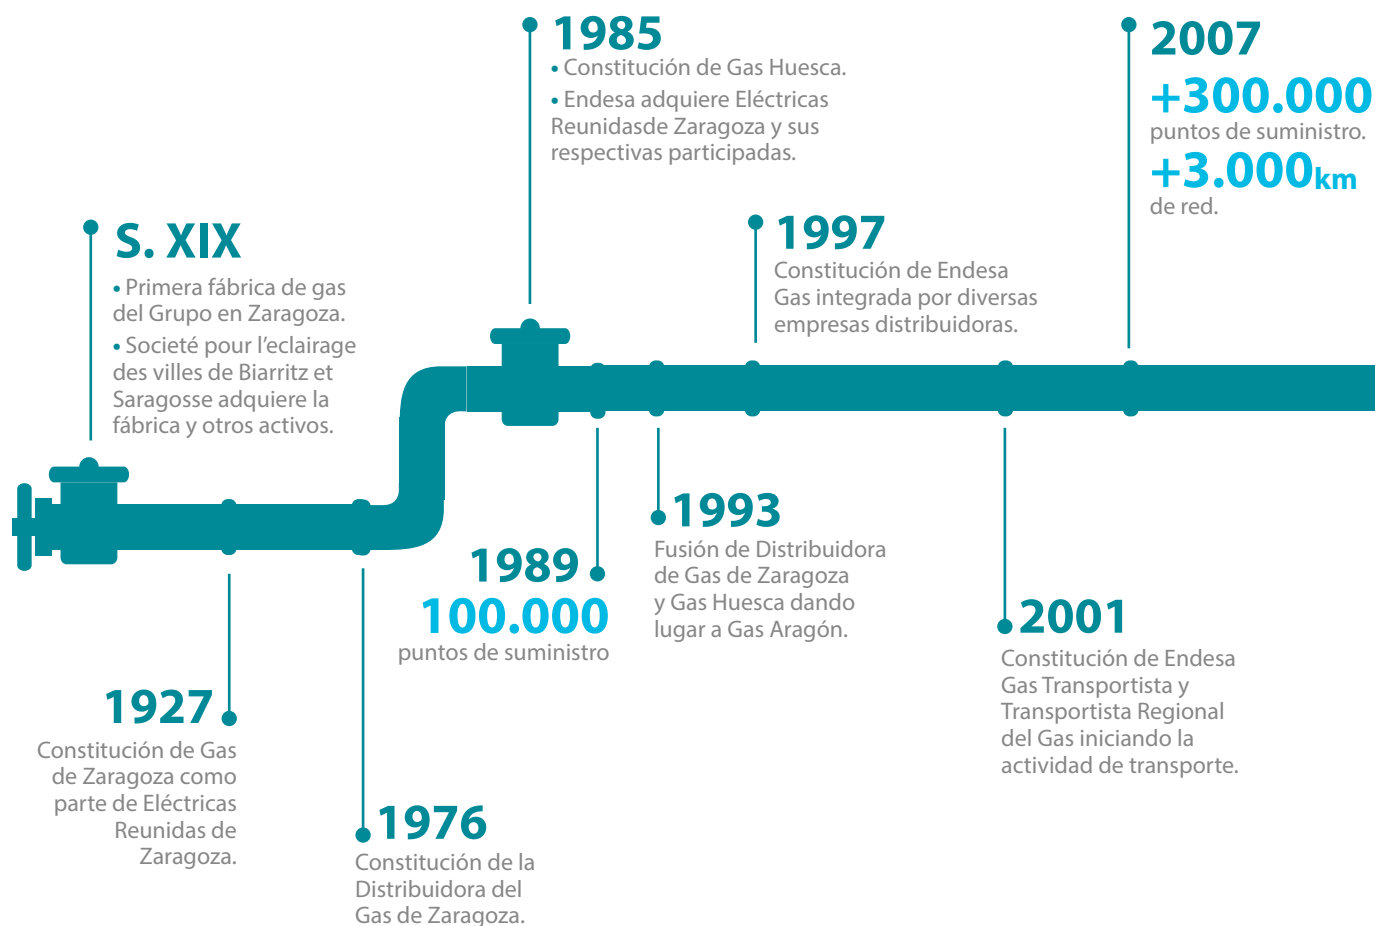 S. XIX
• Primera fábrica de gas
del Grupo en Zaragoza.
• Societé pour l’eclairage
des villes de Biarritz et
Saragosse adquiere la
fábrica y otros activos.
1927
Constitución de Gas
de Zaragoza como
parte de Eléctricas
Reunidas de
Zaragoza.
1976
Constitución de la
Distribuidora del
Gas de Zaragoza.
1985
• Constitución de Gas Huesca.
• Endesa adquiere Eléctricas
Reunidasde Zaragoza y sus
respectivas participadas.
1989
100.000
puntos de suministro
1993
Fusión de Distribuidora
de Gas de Zaragoza
y Gas Huesca dando
lugar a Gas Aragón.
1997
Constitución de Endesa
Gas integrada por diversas
empresas distribuidoras.
2001
Constitución de Endesa
Gas Transportista y
Transportista Regional
del Gas iniciando la
actividad de transporte.
2007
+300.000
puntos de suministro.
+3.000km
de red.